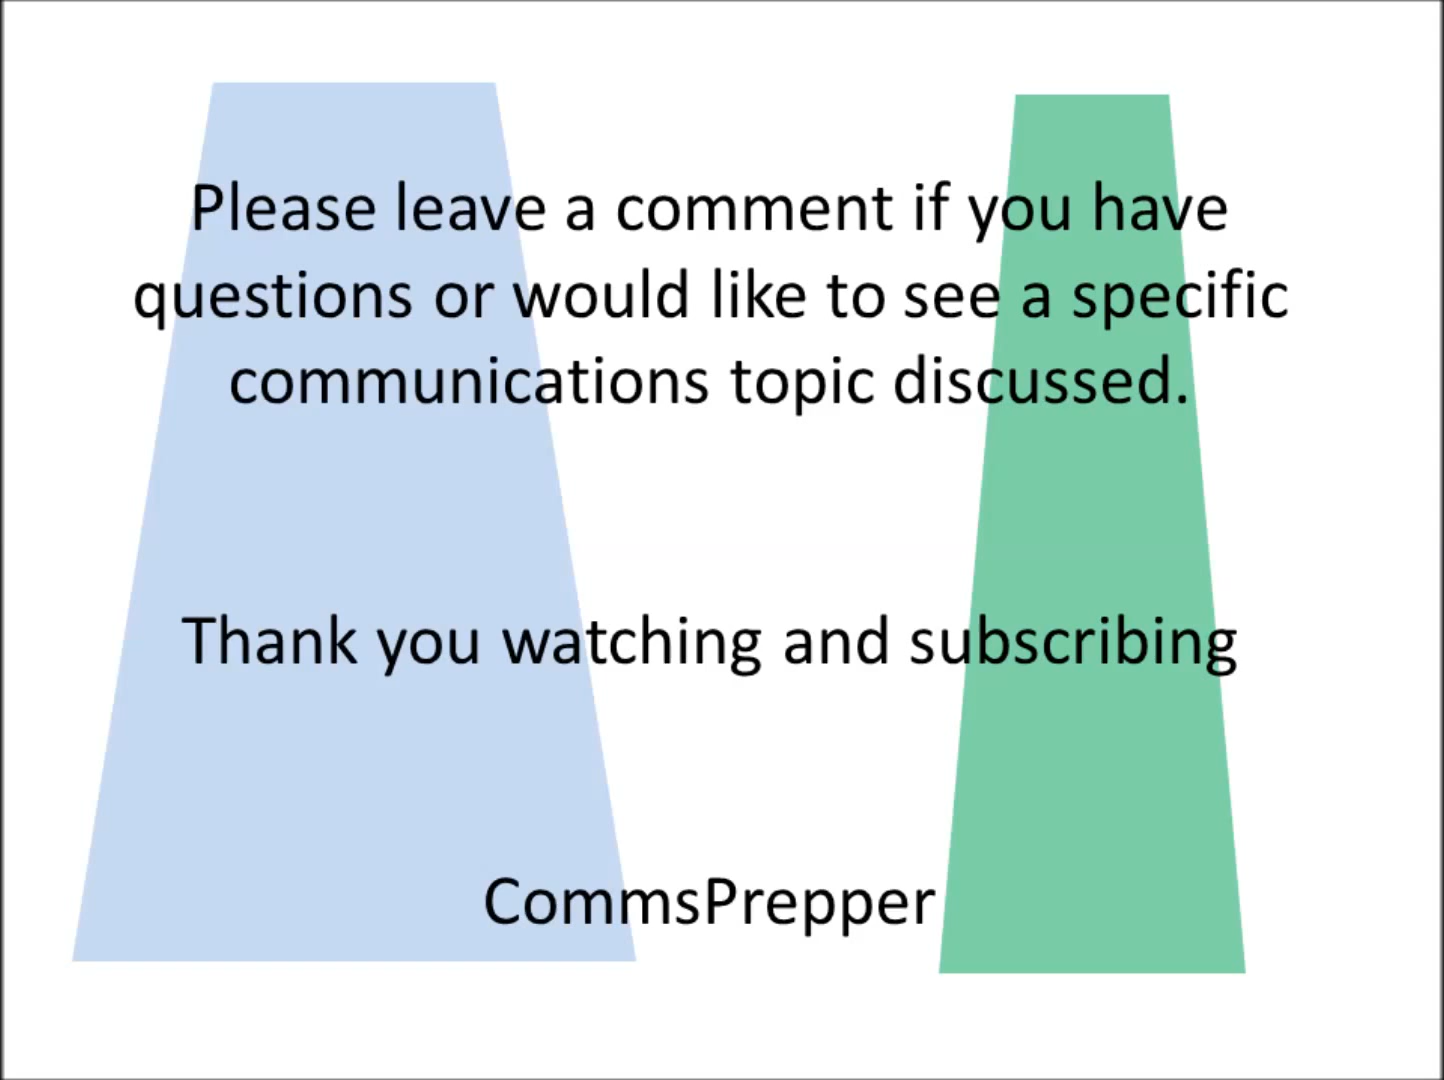 Please leave a comment if you have
questions or would like to see a specific
communications topic discussed.
Thank you watching and subscribing
CommsPrepper